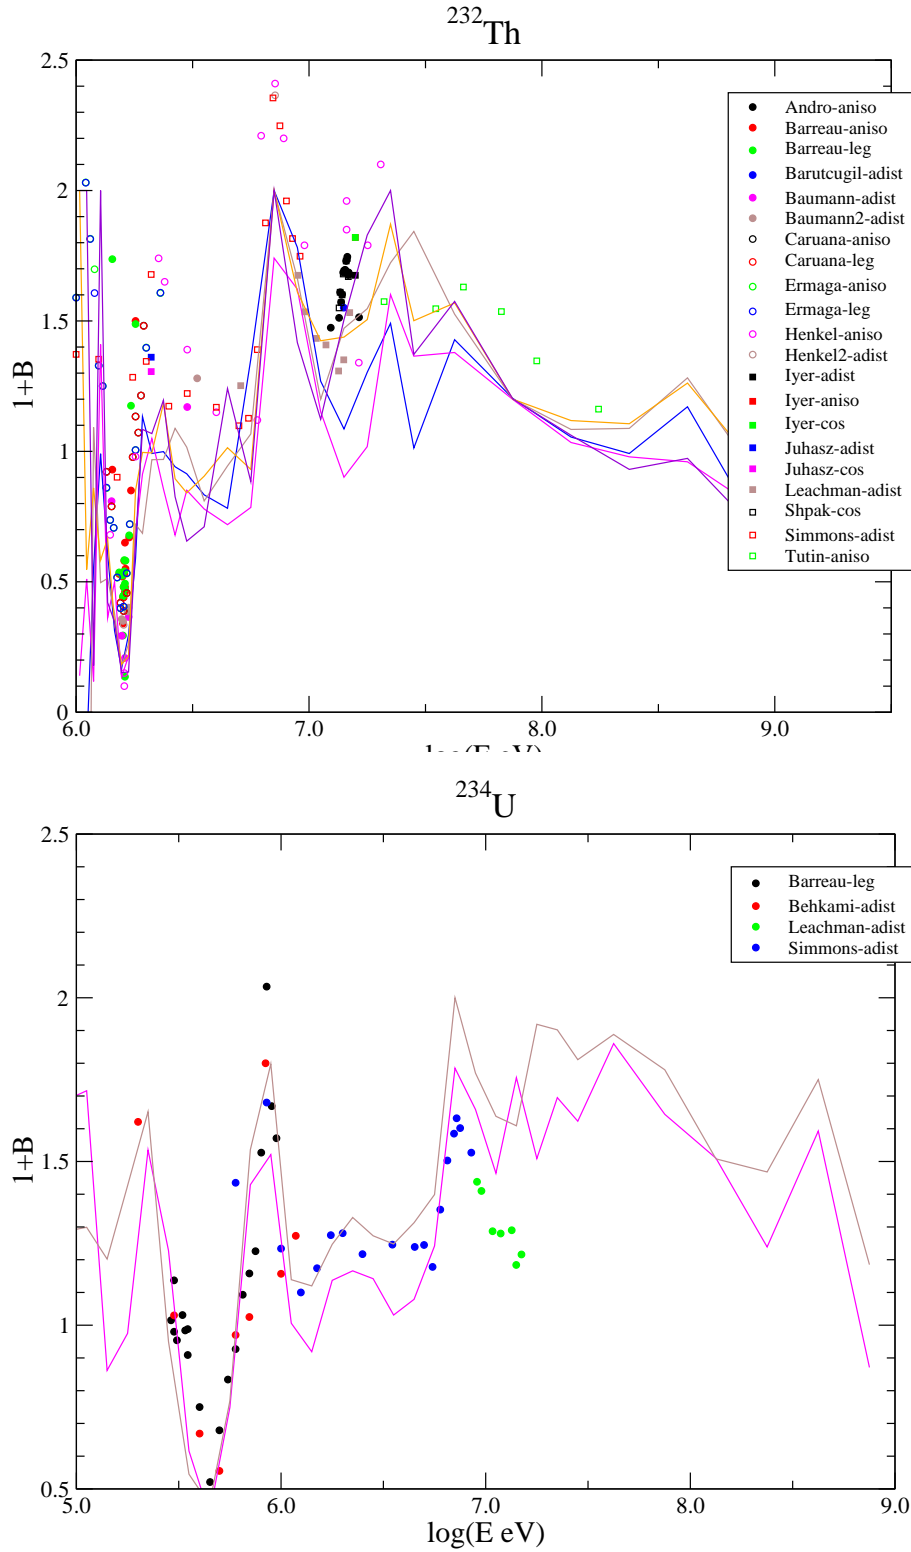 232Th
2.5
2
1.5
1
0.5
0
1+B
6.0 7.0 8.0 9.0
log(E eV)
Andro-aniso
Barreau-aniso
Barreau-leg
Barutcugil-adist
Baumann-adist
Baumann2-adist
Caruana-aniso
Caruana-leg
Ermaga-aniso
Ermaga-leg
Henkel-aniso
Henkel2-adist
Iyer-adist
Iyer-aniso
Iyer-cos
Juhasz-adist
Juhasz-cos
Leachman-adist
Shpak-cos
Simmons-adist
Tutin-aniso
234U
2.5
2
1.5
1
0.5
1+B
5.0 6.0 7.0 8.0 9.0
log(E eV)
Barreau-leg
Behkami-adist
Leachman-adist
Simmons-adist